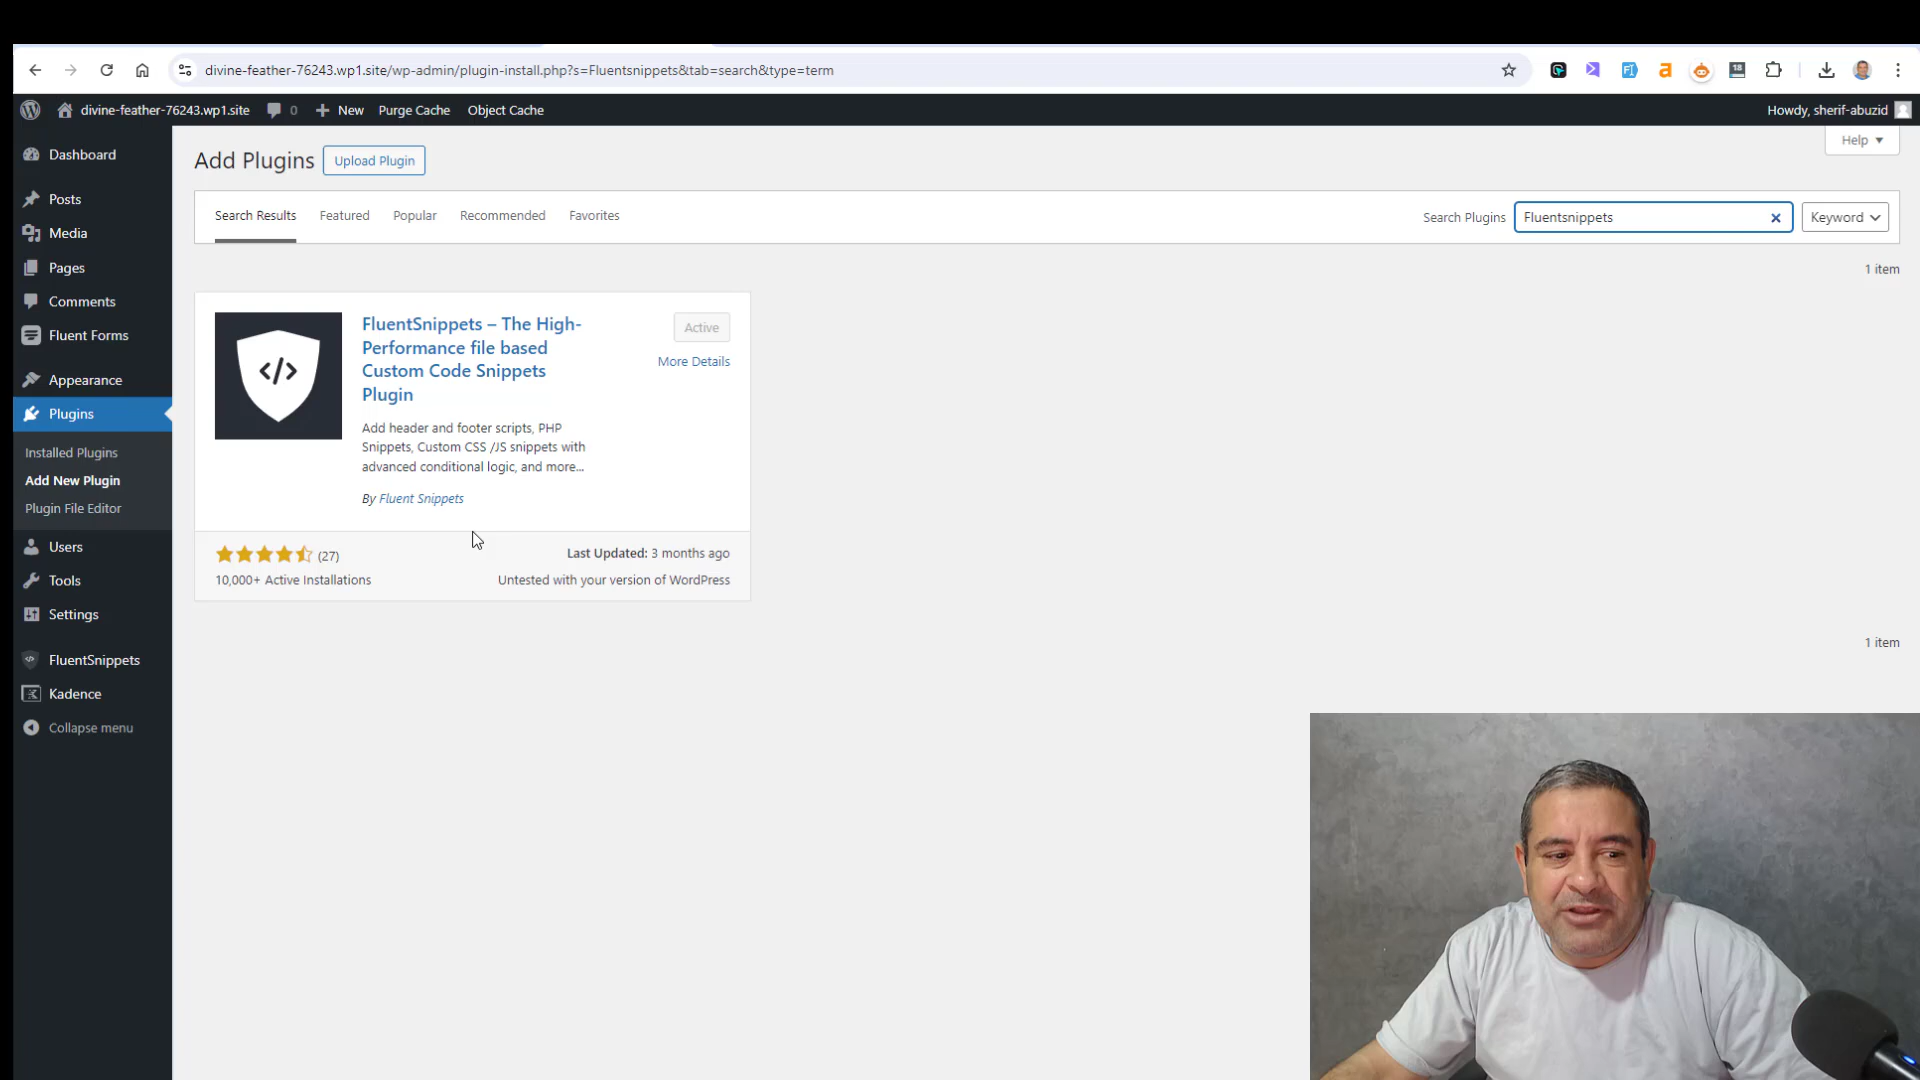 divine-feather-76243.wp1.site/wp-admin/plugin-install.php?s=Fluentsnippets&tab=search&type=term
18
divine-feather-76243.wp1.site
0
New
Purge Cache
Object Cache
Howdy, sherif-abuzid
Dashboard
Posts
Media
Pages
Comments
Fluent Forms
Appearance
Plugins
Installed Plugins
Add New Plugin
Plugin File Editor
Users
Tools
Settings
FluentSnippets
Kadence
Collapse menu
Add Plugins
Upload Plugin
Help
Search Results
Featured
Popular
Recommended
Favorites
Search Plugins
Fluentsnippets
Keyword
1 item
FluentSnippets – The High-
Performance file based
Custom Code Snippets
Plugin
Active
More Details
Add header and footer scripts, PHP
Snippets, Custom CSS /JS snippets with
advanced conditional logic, and more...
By Fluent Snippets
(27)
Last Updated: 3 months ago
10,000+ Active Installations
Untested with your version of WordPress
1 item